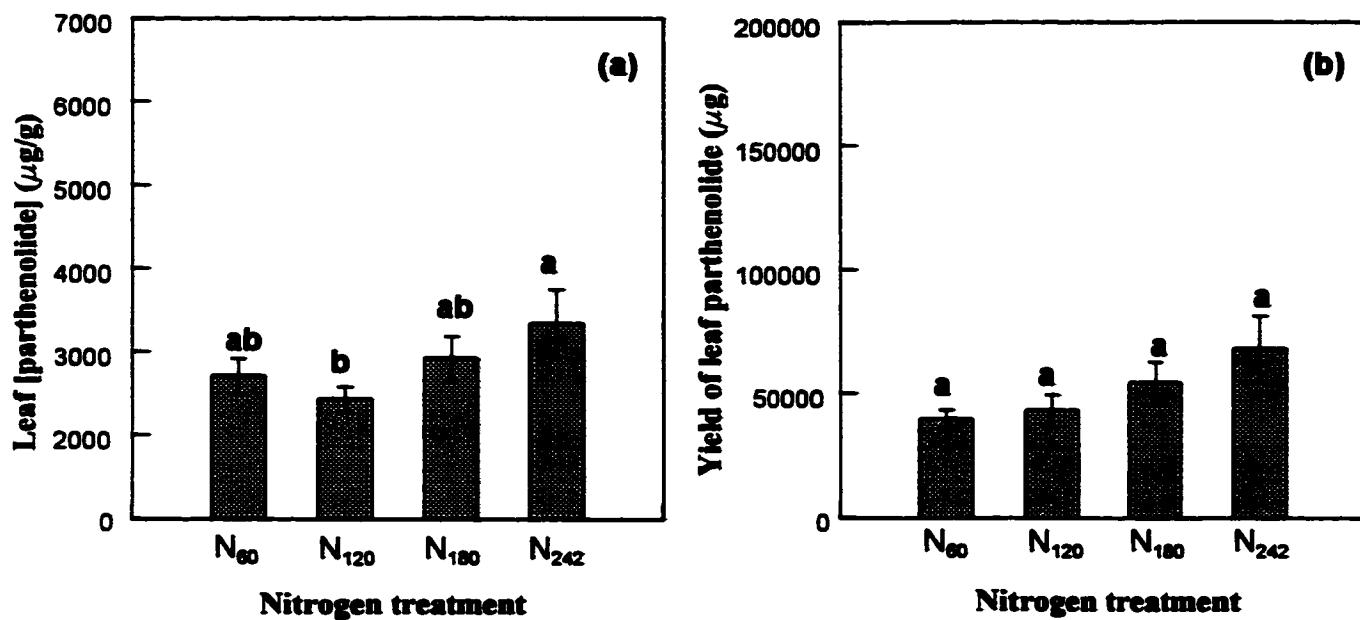 (a)
Leaf [parthenolide] (μg/g)
7000
6000
5000
4000
3000
2000
0
ab
b
ab
a
N60 N120 N180 N242
Nitrogen treatment
(b)
Yield of leaf parthenolide (μg)
200000
150000
100000
50000
0
a
a
a
a
N60 N120 N180 N242
Nitrogen treatment